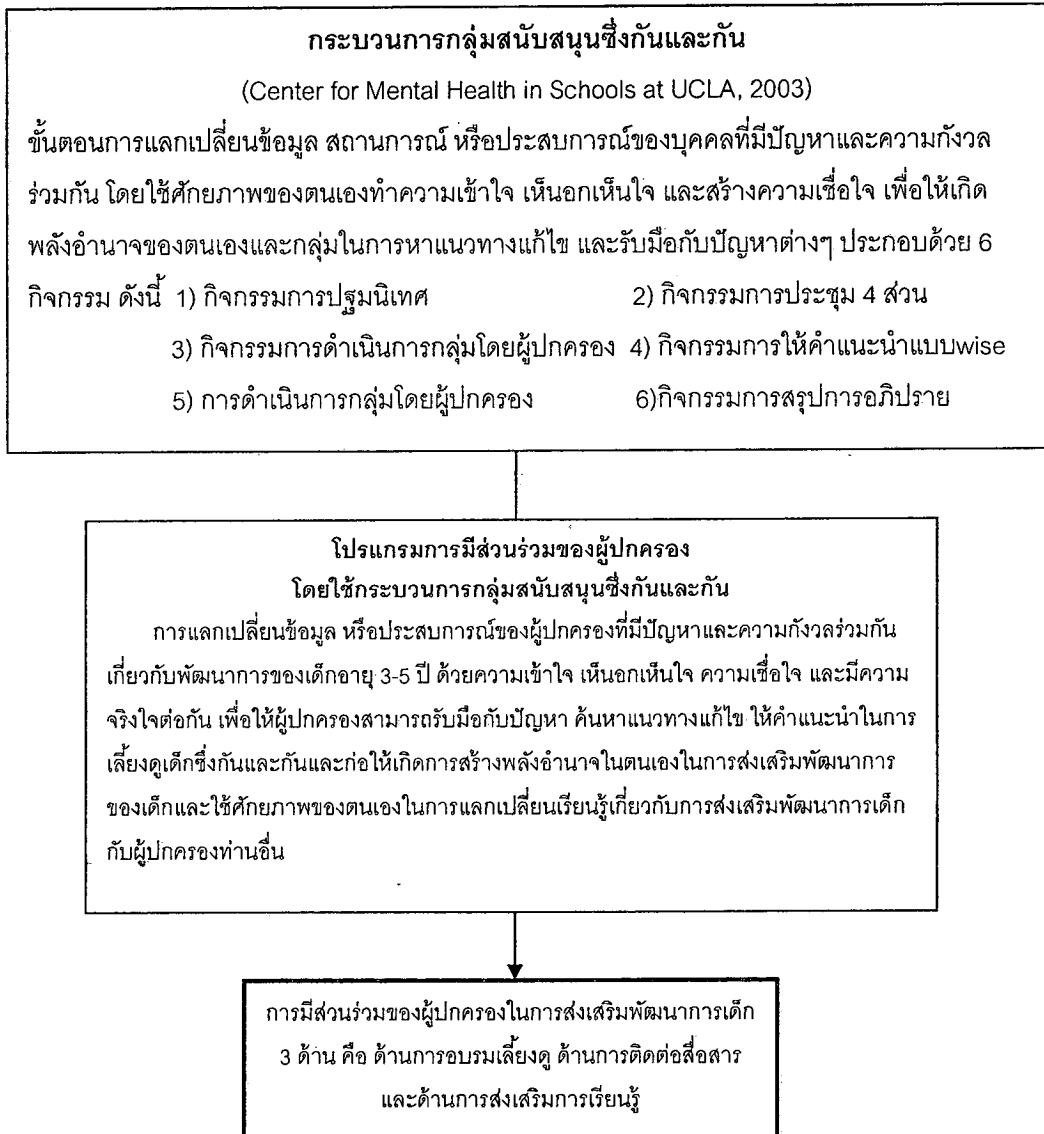 กระบวนการกลุ่มสนับสนุนซึ่งกันและกัน
(Center for Mental Health in Schools at UCLA, 2003)
ขั้นตอนการแลกเปลี่ยนข้อมูล สถานการณ์ หรือประสบการณ์ของบุคคลที่มีปัญหาและความกังวล
ร่วมกัน โดยใช้ศักยภาพของตนเองทำความเข้าใจ เห็นอกเห็นใจ และสร้างความเชื่อใจ เพื่อให้เกิด
พลังอำนาจของตนเองและกลุ่มในการหาแนวทางแก้ไข และรับมือกับปัญหาต่างๆ ประกอบด้วย 6
กิจกรรม ดังนี้ 1) กิจกรรมการปฐมนิเทศ 2) กิจกรรมการประชุม 4 ส่วน
3) กิจกรรมการดำเนินการกลุ่มโดยผู้ปกครอง 4) กิจกรรมการให้คำแนะนำแบบwise
5) การดำเนินการกลุ่มโดยผู้ปกครอง 6)กิจกรรมการสรุปการอภิปราย
โปรแกรมการมีส่วนร่วมของผู้ปกครอง
โดยใช้กระบวนการกลุ่มสนับสนุนซึ่งกันและกัน
การแลกเปลี่ยนข้อมูล หรือประสบการณ์ของผู้ปกครองที่มีปัญหาและความกังวลร่วมกัน
เกี่ยวกับพัฒนาการของเด็กอายุ 3-5 ปี ด้วยความเข้าใจ เห็นอกเห็นใจ ความเชื่อใจ และมีความ
จริงใจต่อกัน เพื่อให้ผู้ปกครองสามารถรับมือกับปัญหา ค้นหาแนวทางแก้ไข ให้คำแนะนำในการ
เลี้ยงดูเด็กซึ่งกันและกันและก่อให้เกิดการสร้างพลังอำนาจในตนเองในการส่งเสริมพัฒนาการ
ของเด็กและใช้ศักยภาพของตนเองในการแลกเปลี่ยนเรียนรู้เกี่ยวกับการส่งเสริมพัฒนาการเด็ก
กับผู้ปกครองท่านอื่น
การมีส่วนร่วมของผู้ปกครองในการส่งเสริมพัฒนาการเด็ก
3 ด้าน คือ ด้านการอบรมเลี้ยงดู ด้านการติดต่อสื่อสาร
และด้านการส่งเสริมการเรียนรู้